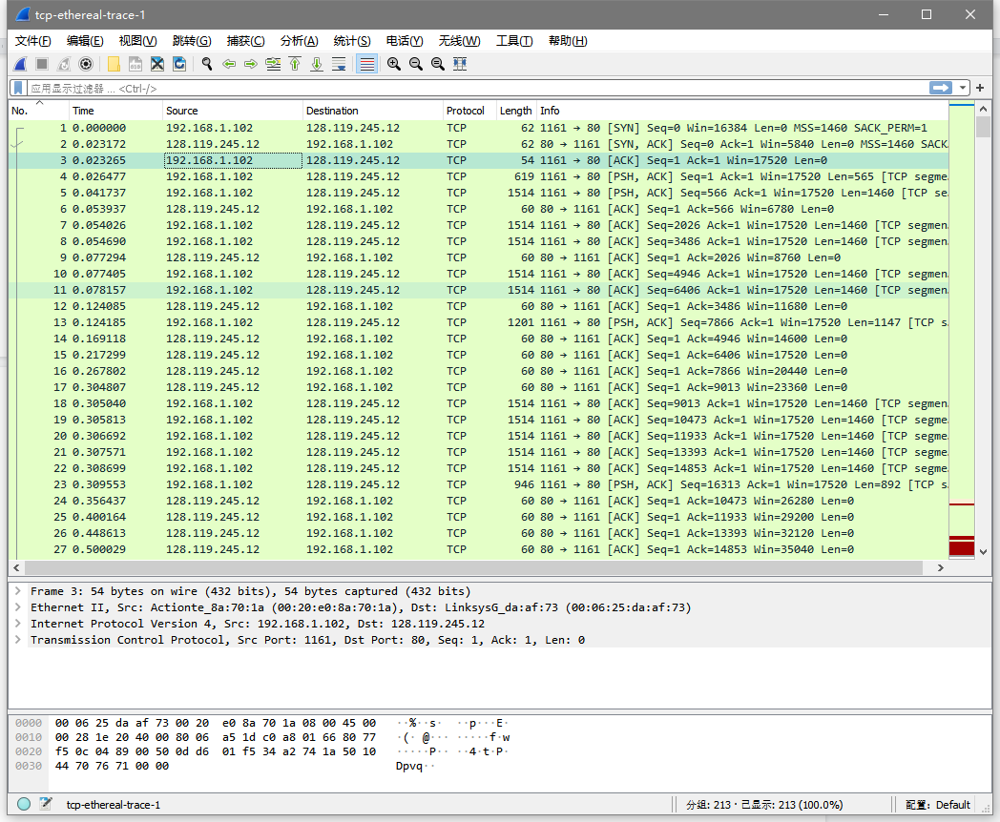 tcp-ethereal-trace-1
文件(F) 编辑(E) 视图(V) 跳转(G) 捕获(C) 分析(A) 统计(S) 电话(Y) 无线(W) 工具(T) 帮助(H)
应用显示过滤器 … <Ctrl-/>
No. Time Source Destination Protocol Length Info
1 0.000000 192.168.1.102 128.119.245.12 TCP 62 1161 → 80 [SYN] Seq=0 Win=16384 Len=0 MSS=1460 SACK_PERM=1
2 0.023172 128.119.245.12 192.168.1.102 TCP 62 80 → 1161 [SYN, ACK] Seq=0 Ack=1 Win=5840 Len=0 MSS=1460 SACK
3 0.023265 192.168.1.102 128.119.245.12 TCP 54 1161 → 80 [ACK] Seq=1 Ack=1 Win=17520 Len=0
4 0.026477 192.168.1.102 128.119.245.12 TCP 619 1161 → 80 [PSH, ACK] Seq=1 Ack=1 Win=17520 Len=565 [TCP segme
5 0.041737 192.168.1.102 128.119.245.12 TCP 1514 1161 → 80 [PSH, ACK] Seq=566 Ack=1 Win=17520 Len=1460 [TCP se
6 0.053937 128.119.245.12 192.168.1.102 TCP 60 80 → 1161 [ACK] Seq=1 Ack=566 Win=6780 Len=0
7 0.054026 192.168.1.102 128.119.245.12 TCP 1514 1161 → 80 [ACK] Seq=2026 Ack=1 Win=17520 Len=1460 [TCP segmen
8 0.054690 192.168.1.102 128.119.245.12 TCP 1514 1161 → 80 [ACK] Seq=3486 Ack=1 Win=17520 Len=1460 [TCP segmen
9 0.077294 128.119.245.12 192.168.1.102 TCP 60 80 → 1161 [ACK] Seq=1 Ack=2026 Win=8760 Len=0
10 0.077405 192.168.1.102 128.119.245.12 TCP 1514 1161 → 80 [ACK] Seq=4946 Ack=1 Win=17520 Len=1460 [TCP segmen
11 0.078157 192.168.1.102 128.119.245.12 TCP 1514 1161 → 80 [ACK] Seq=6406 Ack=1 Win=17520 Len=1460 [TCP segmen
12 0.124085 128.119.245.12 192.168.1.102 TCP 60 80 → 1161 [ACK] Seq=1 Ack=3486 Win=11680 Len=0
13 0.124185 192.168.1.102 128.119.245.12 TCP 1201 1161 → 80 [PSH, ACK] Seq=7866 Ack=1 Win=17520 Len=1147 [TCP s
14 0.169118 128.119.245.12 192.168.1.102 TCP 60 80 → 1161 [ACK] Seq=1 Ack=4946 Win=14600 Len=0
15 0.217299 128.119.245.12 192.168.1.102 TCP 60 80 → 1161 [ACK] Seq=1 Ack=6406 Win=17520 Len=0
16 0.267802 128.119.245.12 192.168.1.102 TCP 60 80 → 1161 [ACK] Seq=1 Ack=7866 Win=20440 Len=0
17 0.304807 128.119.245.12 192.168.1.102 TCP 60 80 → 1161 [ACK] Seq=1 Ack=9013 Win=23360 Len=0
18 0.305040 192.168.1.102 128.119.245.12 TCP 1514 1161 → 80 [ACK] Seq=9013 Ack=1 Win=17520 Len=1460 [TCP segmen
19 0.305813 192.168.1.102 128.119.245.12 TCP 1514 1161 → 80 [ACK] Seq=10473 Ack=1 Win=17520 Len=1460 [TCP segme
20 0.306692 192.168.1.102 128.119.245.12 TCP 1514 1161 → 80 [ACK] Seq=11933 Ack=1 Win=17520 Len=1460 [TCP segme
21 0.307571 192.168.1.102 128.119.245.12 TCP 1514 1161 → 80 [ACK] Seq=13393 Ack=1 Win=17520 Len=1460 [TCP segme
22 0.308699 192.168.1.102 128.119.245.12 TCP 1514 1161 → 80 [ACK] Seq=14853 Ack=1 Win=17520 Len=1460 [TCP segme
23 0.309553 192.168.1.102 128.119.245.12 TCP 946 1161 → 80 [PSH, ACK] Seq=16313 Ack=1 Win=17520 Len=892 [TCP s
24 0.356437 128.119.245.12 192.168.1.102 TCP 60 80 → 1161 [ACK] Seq=1 Ack=10473 Win=26280 Len=0
25 0.400164 128.119.245.12 192.168.1.102 TCP 60 80 → 1161 [ACK] Seq=1 Ack=11933 Win=29200 Len=0
26 0.448613 128.119.245.12 192.168.1.102 TCP 60 80 → 1161 [ACK] Seq=1 Ack=13393 Win=32120 Len=0
27 0.500029 128.119.245.12 192.168.1.102 TCP 60 80 → 1161 [ACK] Seq=1 Ack=14853 Win=35040 Len=0
Frame 3: 54 bytes on wire (432 bits), 54 bytes captured (432 bits)
Ethernet II, Src: Actionte_8a:70:1a (00:20:e0:8a:70:1a), Dst: LinksysG_da:af:73 (00:06:25:da:af:73)
Internet Protocol Version 4, Src: 192.168.1.102, Dst: 128.119.245.12
Transmission Control Protocol, Src Port: 1161, Dst Port: 80, Seq: 1, Ack: 1, Len: 0
0000 00 06 25 da af 73 00 20 e0 8a 70 1a 08 00 45 00 ··%··s· ··p···E·
0010 00 28 1e 20 40 00 80 06 a5 1d c0 a8 01 66 80 77 ·(· @··· ·····f·w
0020 f5 0c 04 89 00 50 0d d6 01 f5 34 a2 74 1a 50 10 ·····P·· ··4·t·P·
0030 44 70 76 71 00 00 Dpvq··
tcp-ethereal-trace-1 分组: 213 · 已显示: 213 (100.0%) 配置: Default